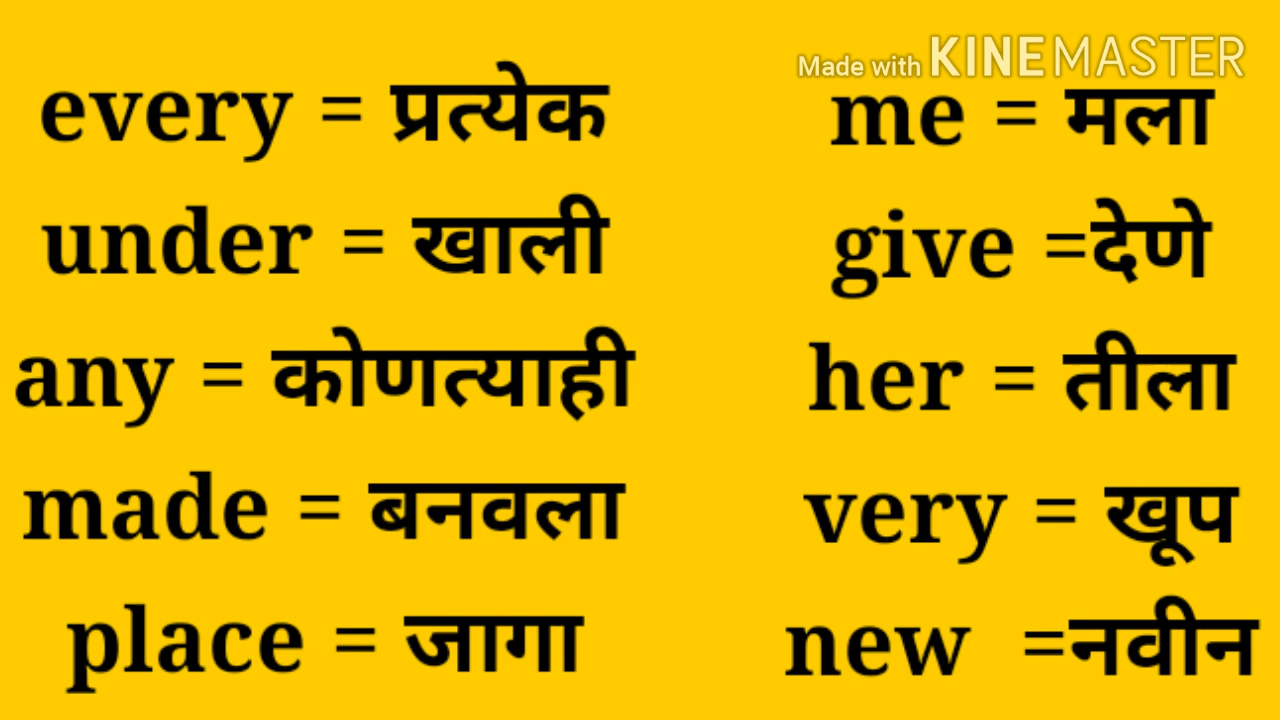 Made with KINEMASTER
every = प्रत्येक
under = खाली
any = कोणत्याही
made = बनवला
place = जागा
me = मला
give =देणे
her = तीला
very = खूप
new =नवीन